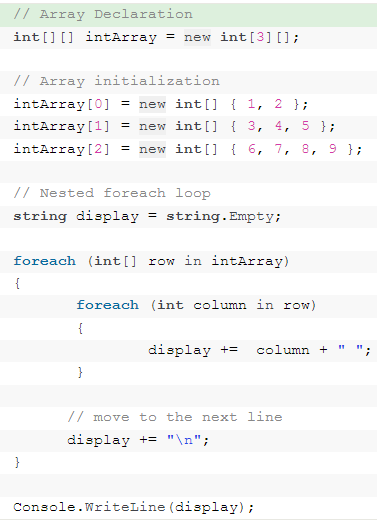 // Array Declaration
int[][] intArray = new int[3][];
// Array initialization
intArray[0] = new int[] { 1, 2 };
intArray[1] = new int[] { 3, 4, 5 };
intArray[2] = new int[] { 6, 7, 8, 9 };
// Nested foreach loop
string display = string.Empty;
foreach (int[] row in intArray)
{
        foreach (int column in row)
        {
                display +=  column + " ";
        }
       // move to the next line
       display += "\n";
}
Console.WriteLine(display);